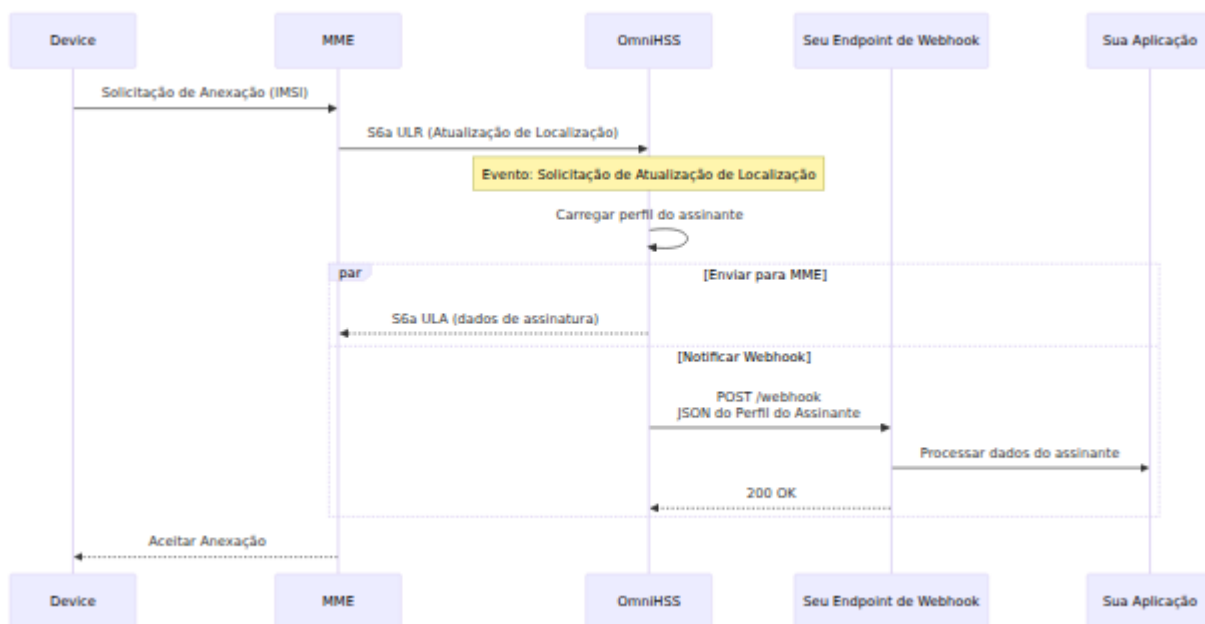 Device
MME
OmniHSS
Seu Endpoint de Webhook
Sua Aplicação
Solicitação de Anexação (IMSI)
S6a ULR (Atualização de Localização)
Evento: Solicitação de Atualização de Localização
Carregar perfil do assinante
par
[Enviar para MME]
S6a ULA (dados de assinatura)
[Notificar Webhook]
POST /webhook
JSON do Perfil do Assinante
Processar dados do assinante
200 OK
Aceitar Anexação
Device
MME
OmniHSS
Seu Endpoint de Webhook
Sua Aplicação